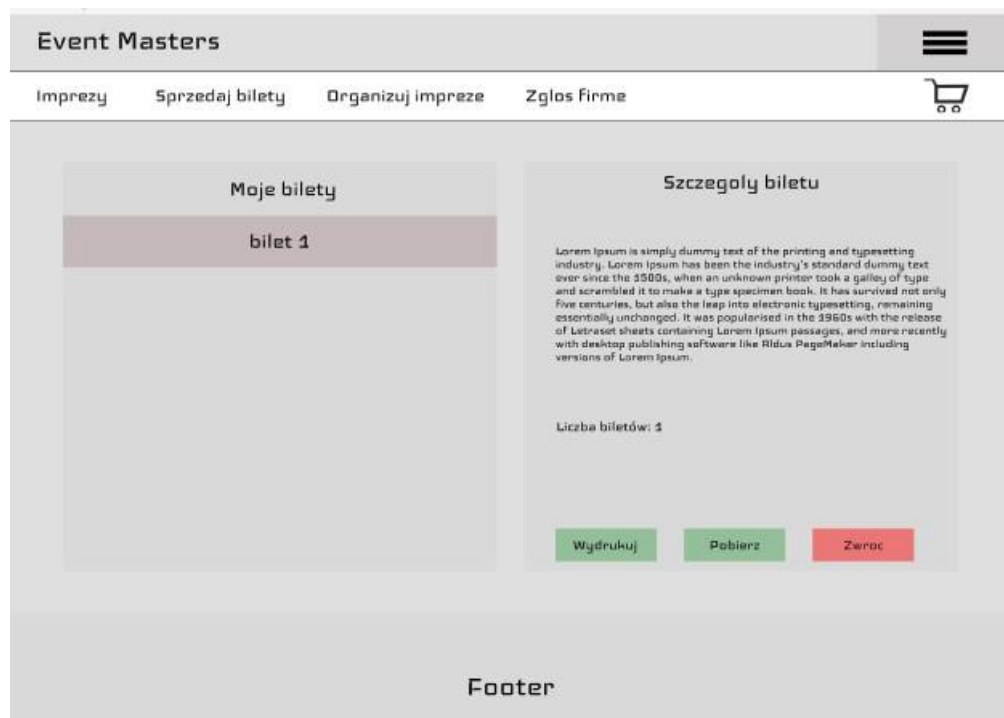 Event Masters
Imprezy Sprzedaj bilety Organizuj impreze Zglos firme
Moje bilety
bilet 1
Szczegoly biletu
Lorem Ipsum is simply dummy text of the printing and typesetting
industry. Lorem Ipsum has been the industry's standard dummy text
ever since the 1500s, when an unknown printer took a galley of type
and scrambled it to make a type specimen book. It has survived not only
five centuries, but also the leap into electronic typesetting, remaining
essentially unchanged. It was popularised in the 1960s with the release
of Letraset sheets containing Lorem Ipsum passages, and more recently
with desktop publishing software like Aldus PageMaker including
versions of Lorem Ipsum.
Liczba biletów: 1
Wydrukuj Pobierz Zwroc
Footer